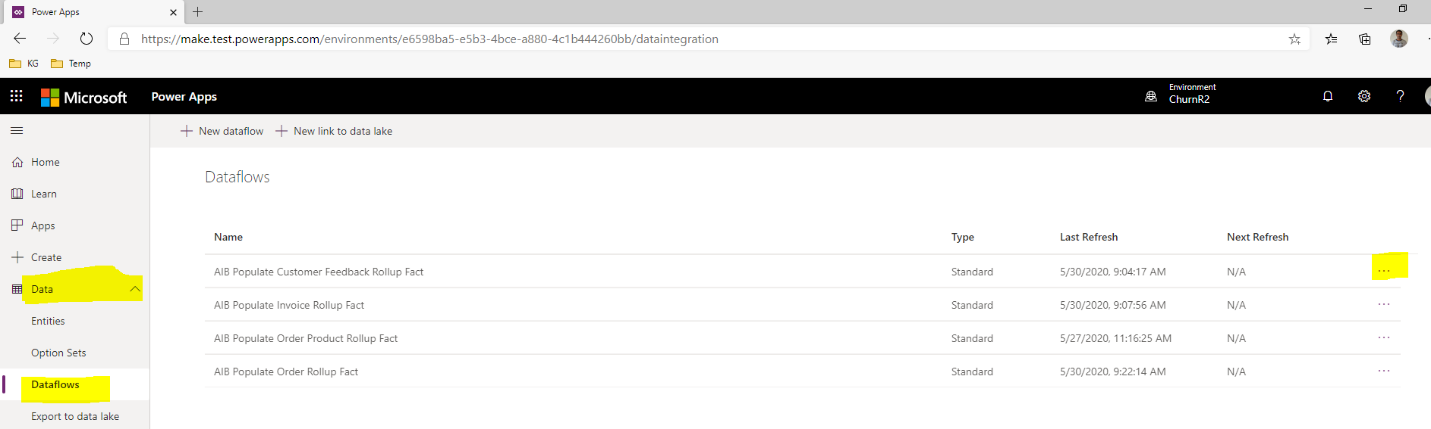 Power Apps
https://make.test.powerapps.com/environments/e6598ba5-e5b3-4bce-a880-4c1b444260bb/dataintegration
KG Temp
Microsoft Power Apps Environment
ChurnR2
?
New dataflow New link to data lake
Home
Learn
Apps
Create
Data
Entities
Option Sets
Dataflows
Export to data lake
Dataflows
Name Type Last Refresh Next Refresh
AIB Populate Customer Feedback Rollup Fact Standard 5/30/2020, 9:04:17 AM N/A ...
AIB Populate Invoice Rollup Fact Standard 5/30/2020, 9:07:56 AM N/A ...
AIB Populate Order Product Rollup Fact Standard 5/27/2020, 11:16:25 AM N/A ...
AIB Populate Order Rollup Fact Standard 5/30/2020, 9:22:14 AM N/A ...